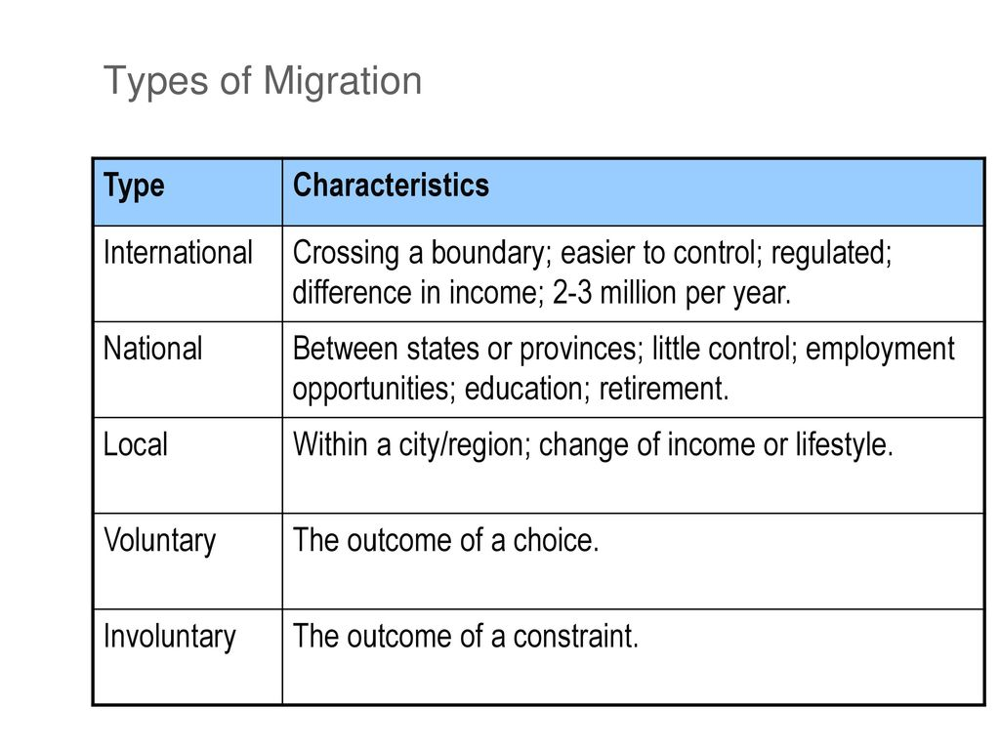 Types of Migration
Type
Characteristics
International
Crossing a boundary; easier to control; regulated;
difference in income; 2-3 million per year.
National
Between states or provinces; little control; employment
opportunities; education; retirement.
Local
Within a city/region; change of income or lifestyle.
Voluntary
The outcome of a choice.
Involuntary
The outcome of a constraint.